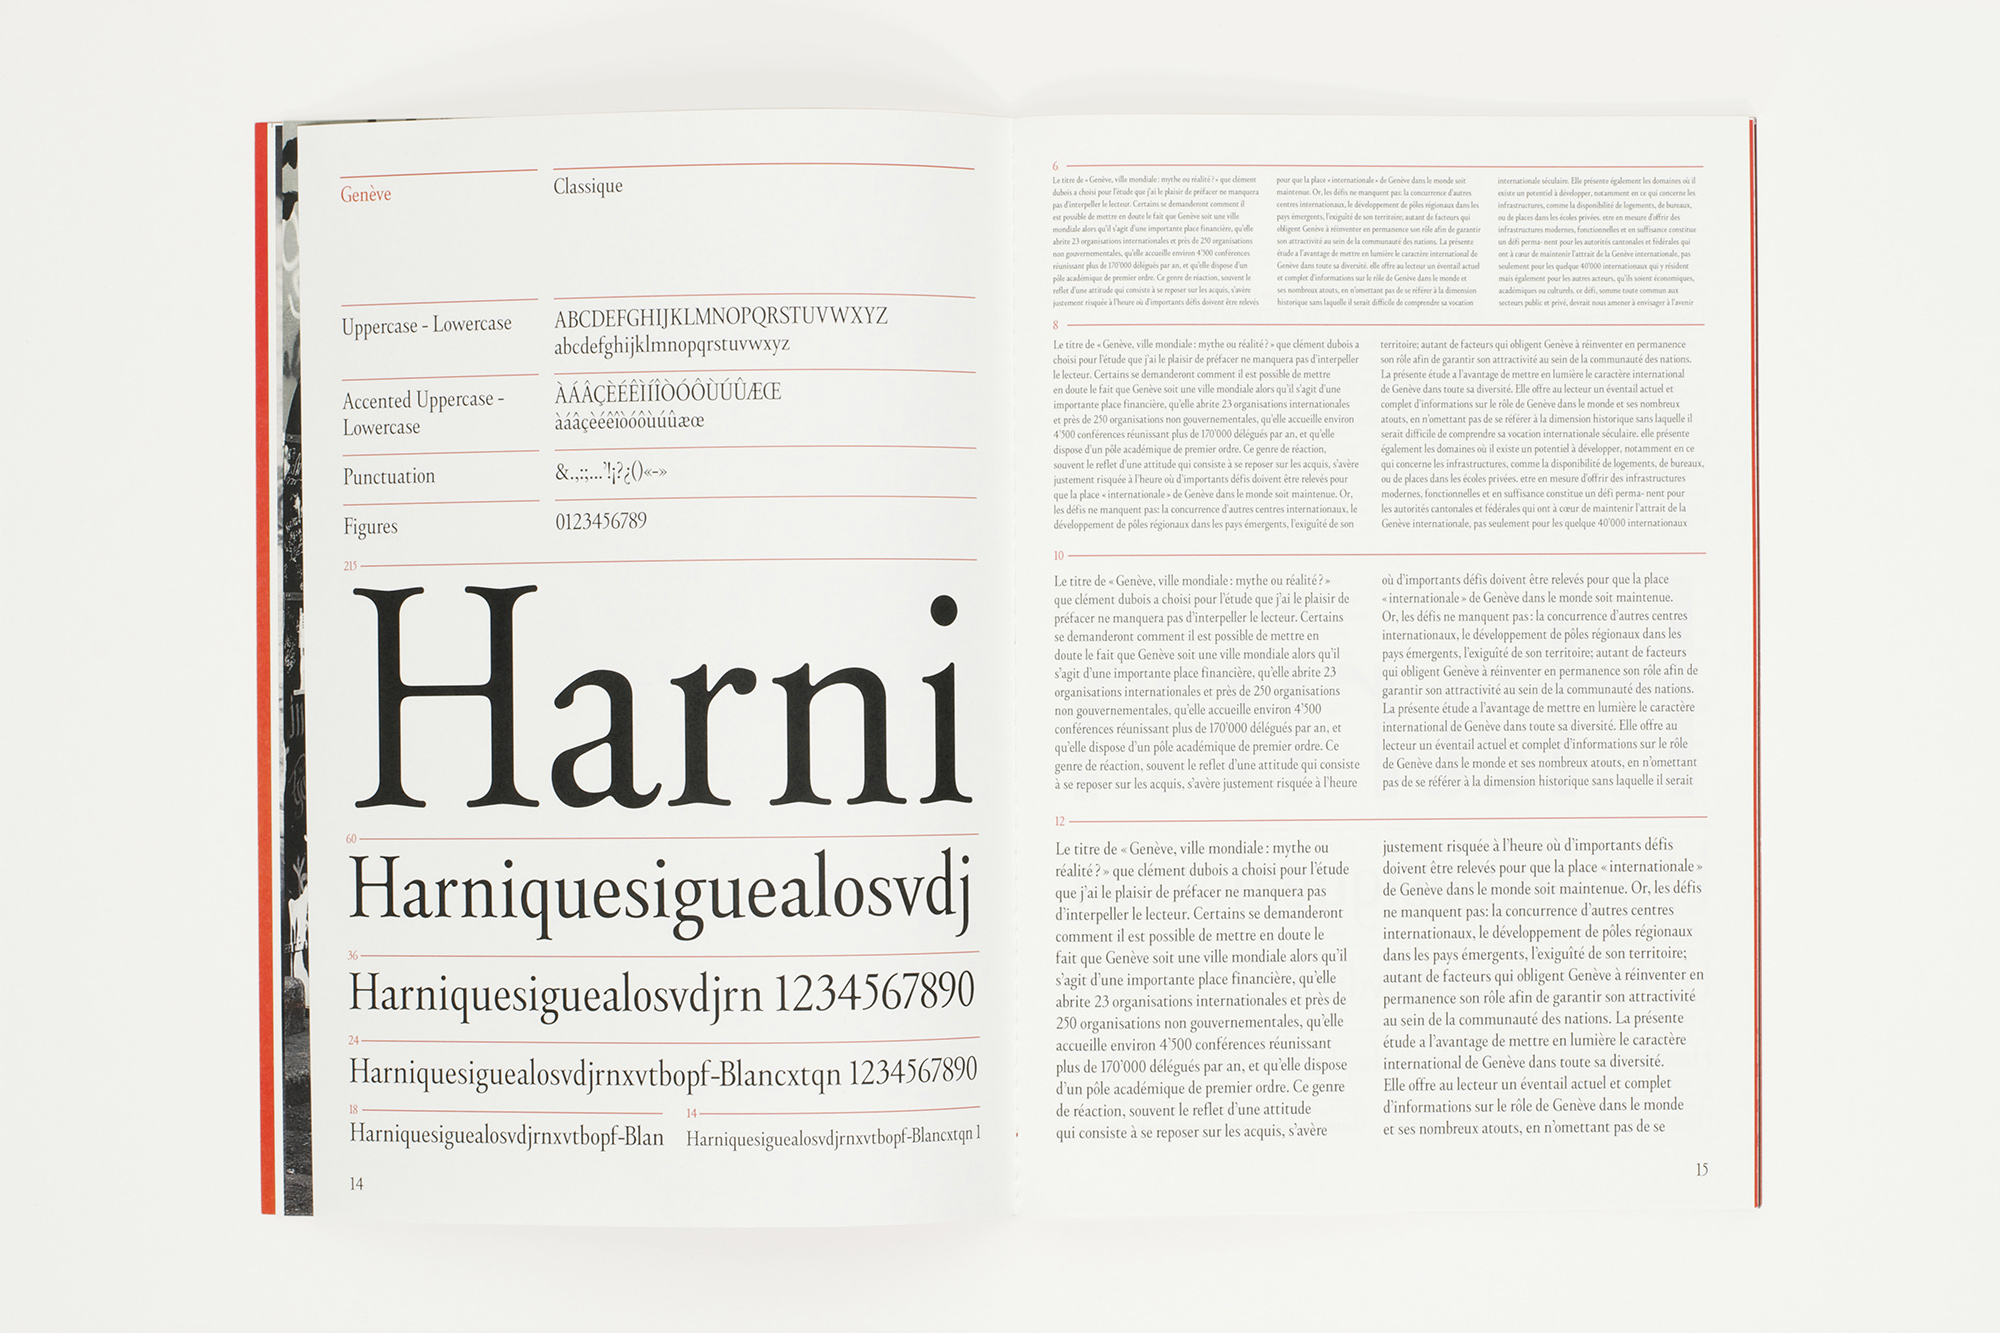 Genève
Classique
Uppercase - Lowercase
ABCDEFGHIJKLMNOPQRSTUVWXYZ
abcdefghijklmnopqrstuvwxyz
Accented Uppercase -
Lowercase
ÀÁÂÇÈÉÊÌÍÎÒÓÔÙÚÛÆŒ
àáâçèéêîòóôùúûæœ
Punctuation
&.,:;...’!¡?¿()«-»
Figures
0123456789
215
Harni
60
Harniquesiguealosvdj
36
Harniquesiguealosvdjrn 1234567890
24
Harniquesiguealosvdjrnxvtbopf-Blancxtqn 1234567890
18
Harniquesiguealosvdjrnxvtbopf-Blan
14
Harniquesiguealosvdjrnxvtbopf-Blancxtqn 1
14
6
Le titre de « Genève, ville mondiale : mythe ou réalité ? » que clément
dubois a choisi pour l’étude que j’ai le plaisir de préfacer ne manquera
pas d’interpeller le lecteur. Certains se demanderont comment il
est possible de mettre en doute le fait que Genève soit une ville
mondiale alors qu’il s’agit d’une importante place financière, qu’elle
abrite 23 organisations internationales et près de 250 organisations
non gouvernementales, qu’elle accueille environ 4’500 conférences
réunissant plus de 170’000 délégués par an, et qu’elle dispose d’un
pôle académique de premier ordre. Ce genre de réaction, souvent le
reflet d’une attitude qui consiste à se reposer sur les acquis, s’avère
justement risquée à l’heure où d’importants défis doivent être relevés
pour que la place « internationale » de Genève dans le monde soit
maintenue. Or, les défis ne manquent pas: la concurrence d’autres
centres internationaux, le développement de pôles régionaux dans les
pays émergents, l’exiguîté de son territoire; autant de facteurs qui
obligent Genève à réinventer en permanence son rôle afin de garantir
son attractivité au sein de la communauté des nations. La présente
étude a l’avantage de mettre en lumière le caractère international de
Genève dans toute sa diversité. elle offre au lecteur un éventail actuel
et complet d’informations sur le rôle de Genève dans le monde et
ses nombreux atouts, en n’omettant pas de se référer à la dimension
historique sans laquelle il serait difficile de comprendre sa vocation
internationale séculaire. Elle présente également les domaines où il
existe un potentiel à développer, notamment en ce qui concerne les
infrastructures, comme la disponibilité de logements, de bureaux,
ou de places dans les écoles privées. etre en mesure d’offrir des
infrastructures modernes, fonctionnelles et en suffisance constitue
un défi perma- nent pour les autorités cantonales et fédérales qui
ont à cœur de maintenir l’attrait de la Genève internationale, pas
seulement pour les quelque 40’000 internationaux qui y résident
mais également pour les autres acteurs, qu’ils soient économiques,
académiques ou culturels. ce défi, somme toute commun aux
secteurs public et privé, devrait nous amener à envisager à l’avenir
8
Le titre de « Genève, ville mondiale : mythe ou réalité ? » que clément dubois a
choisi pour l’étude que j’ai le plaisir de préfacer ne manquera pas d’interpeller
le lecteur. Certains se demanderont comment il est possible de mettre
en doute le fait que Genève soit une ville mondiale alors qu’il s’agit d’une
importante place financière, qu’elle abrite 23 organisations internationales
et près de 250 organisations non gouvernementales, qu’elle accueille environ
4’500 conférences réunissant plus de 170’000 délégués par an, et qu’elle
dispose d’un pôle académique de premier ordre. Ce genre de réaction,
souvent le reflet d’une attitude qui consiste à se reposer sur les acquis, s’avère
justement risquée à l’heure où d’importants défis doivent être relevés pour
que la place « internationale » de Genève dans le monde soit maintenue. Or,
les défis ne manquent pas: la concurrence d’autres centres internationaux, le
développement de pôles régionaux dans les pays émergents, l’exiguîté de son
territoire; autant de facteurs qui obligent Genève à réinventer en permanence
son rôle afin de garantir son attractivité au sein de la communauté des nations.
La présente étude a l’avantage de mettre en lumière le caractère international
de Genève dans toute sa diversité. Elle offre au lecteur un éventail actuel et
complet d’informations sur le rôle de Genève dans le monde et ses nombreux
atouts, en n’omettant pas de se référer à la dimension historique sans laquelle il
serait difficile de comprendre sa vocation internationale séculaire. elle présente
également les domaines où il existe un potentiel à développer, notamment en ce
qui concerne les infrastructures, comme la disponibilité de logements, de bureaux,
ou de places dans les écoles privées. etre en mesure d’offrir des infrastructures
modernes, fonctionnelles et en suffisance constitue un défi perma- nent pour
les autorités cantonales et fédérales qui ont à cœur de maintenir l’attrait de la
Genève internationale, pas seulement pour les quelque 40’000 internationaux
10
Le titre de « Genève, ville mondiale : mythe ou réalité ? »
que clément dubois a choisi pour l’étude que j’ai le plaisir de
préfacer ne manquera pas d’interpeller le lecteur. Certains
se demanderont comment il est possible de mettre en
doute le fait que Genève soit une ville mondiale alors qu’il
s’agit d’une importante place financière, qu’elle abrite 23
organisations internationales et près de 250 organisations
non gouvernementales, qu’elle accueille environ 4’500
conférences réunissant plus de 170’000 délégués par an, et
qu’elle dispose d’un pôle académique de premier ordre. Ce
genre de réaction, souvent le reflet d’une attitude qui consiste
à se reposer sur les acquis, s’avère justement risquée à l’heure
où d’importants défis doivent être relevés pour que la place
« internationale » de Genève dans le monde soit maintenue.
Or, les défis ne manquent pas : la concurrence d’autres centres
internationaux, le développement de pôles régionaux dans les
pays émergents, l’exiguîté de son territoire; autant de facteurs
qui obligent Genève à réinventer en permanence son rôle afin de
garantir son attractivité au sein de la communauté des nations.
La présente étude a l’avantage de mettre en lumière le caractère
international de Genève dans toute sa diversité. Elle offre au
lecteur un éventail actuel et complet d’informations sur le rôle
de Genève dans le monde et ses nombreux atouts, en n’omettant
pas de se référer à la dimension historique sans laquelle il serait
12
Le titre de « Genève, ville mondiale : mythe ou
réalité ? » que clément dubois a choisi pour l’étude
que j’ai le plaisir de préfacer ne manquera pas
d’interpeller le lecteur. Certains se demanderont
comment il est possible de mettre en doute le
fait que Genève soit une ville mondiale alors qu’il
s’agit d’une importante place financière, qu’elle
abrite 23 organisations internationales et près de
250 organisations non gouvernementales, qu’elle
accueille environ 4’500 conférences réunissant
plus de 170’000 délégués par an, et qu’elle dispose
d’un pôle académique de premier ordre. Ce genre
de réaction, souvent le reflet d’une attitude
qui consiste à se reposer sur les acquis, s’avère
justement risquée à l’heure où d’importants défis
doivent être relevés pour que la place « internationale »
de Genève dans le monde soit maintenue. Or, les défis
ne manquent pas: la concurrence d’autres centres
internationaux, le développement de pôles régionaux
dans les pays émergents, l’exiguîté de son territoire;
autant de facteurs qui obligent Genève à réinventer en
permanence son rôle afin de garantir son attractivité
au sein de la communauté des nations. La présente
étude a l’avantage de mettre en lumière le caractère
international de Genève dans toute sa diversité.
Elle offre au lecteur un éventail actuel et complet
d’informations sur le rôle de Genève dans le monde
et ses nombreux atouts, en n’omettant pas de se
15